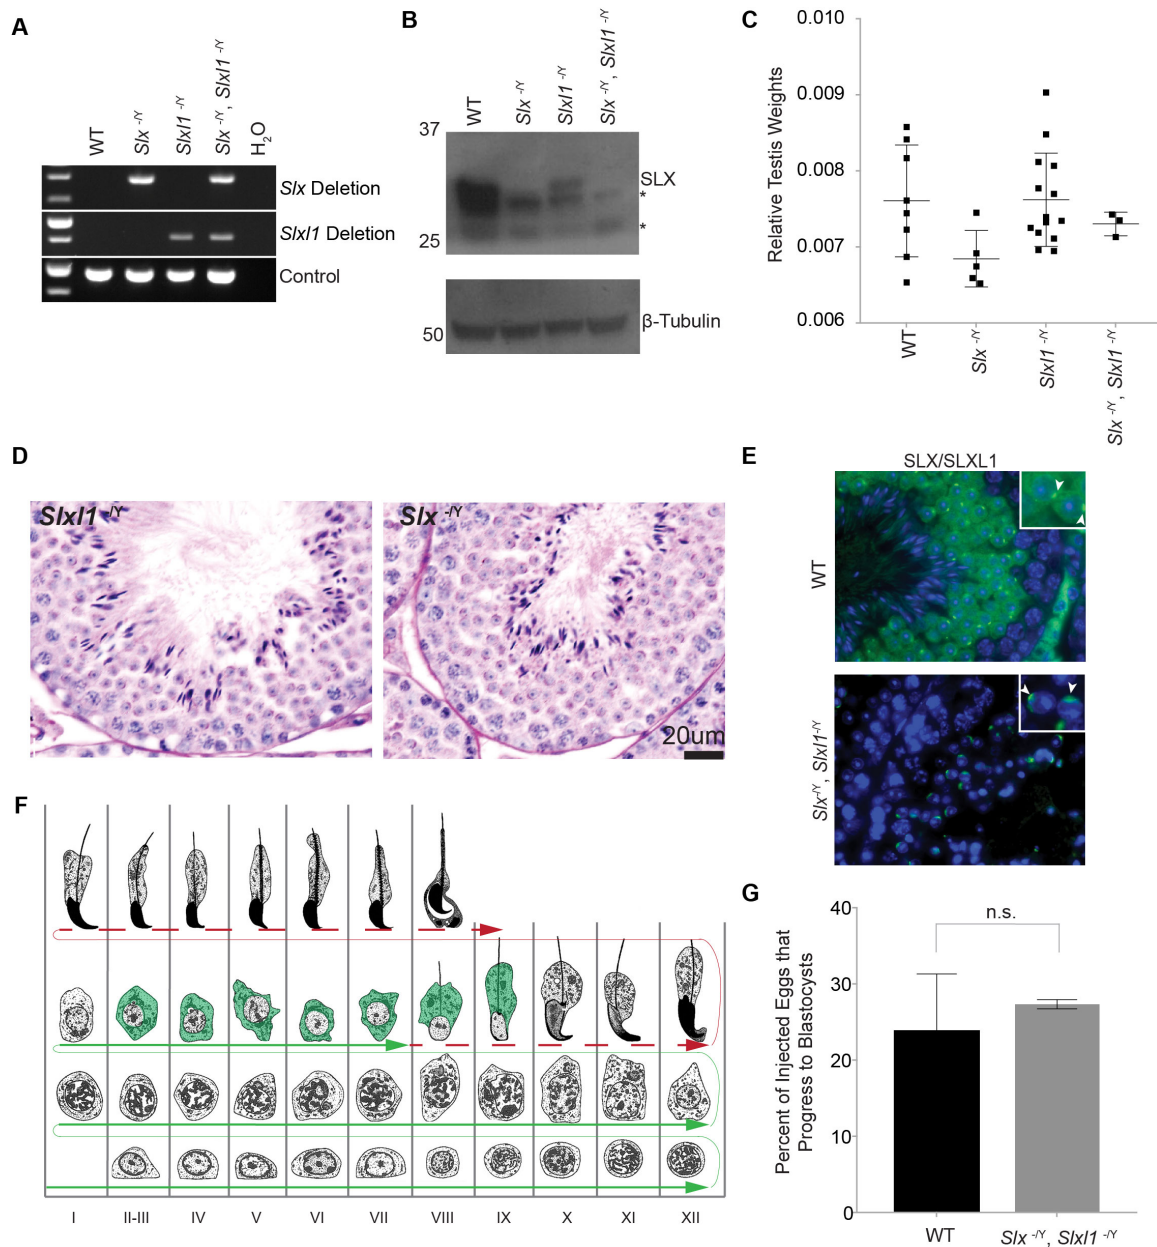 A
WT
Slx -/Y
Slxl1 -/Y
Slx -/Y, Slxl1 -/Y
H2O
Slx Deletion
Slxl1 Deletion
Control
B
WT
Slx -/Y
Slxl1 -/Y
Slx -/Y, Slxl1 -/Y
37
SLX
*
*
25
50
β-Tubulin
C
Relative Testis Weights
0.010
0.009
0.008
0.007
0.006
WT
Slx -/Y
Slxl1 -/Y
Slx -/Y, Slxl1 -/Y
D
Slxl1 -/Y
Slx -/Y
20um
E
SLX/SLXL1
WT
Slx-/Y, Slxl1-/Y
F
I
II-III
IV
V
VI
VII
VIII
IX
X
XI
XII
G
Percent of Injected Eggs that
Progress to Blastocysts
40
30
20
10
0
n.s.
WT
Slx -/Y, Slxl1 -/Y